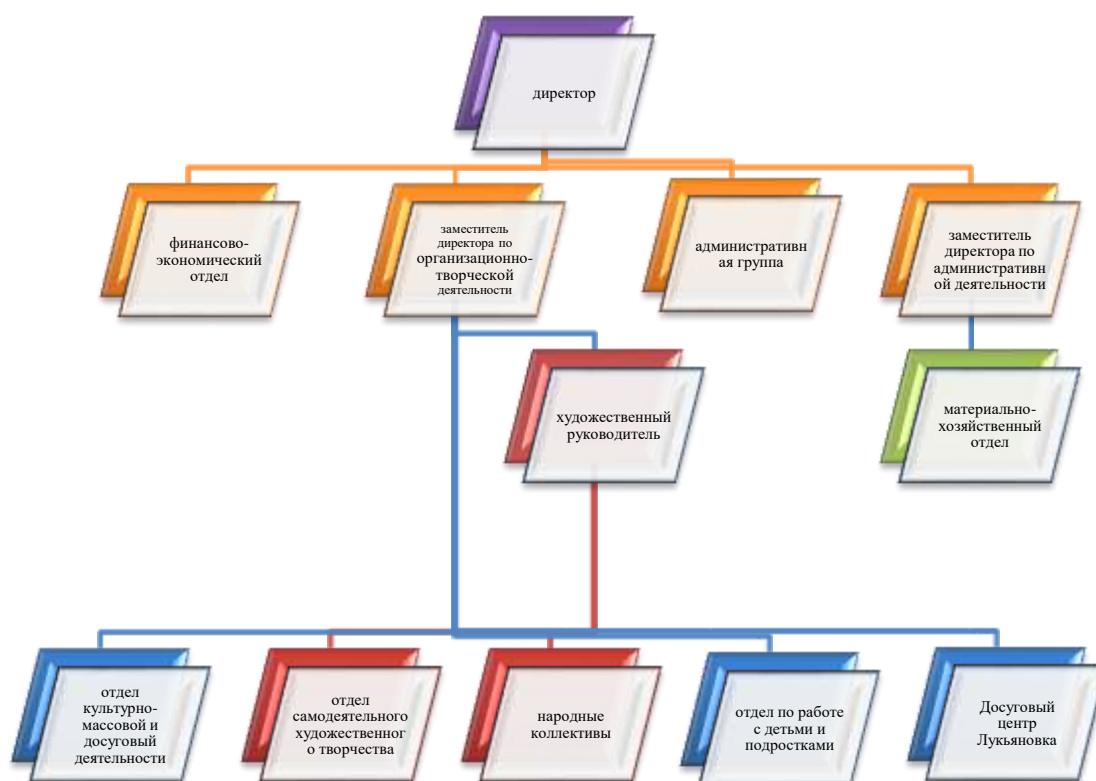 директор
финансово-
экономический
отдел
заместитель
директора по
организационно-
творческой
деятельности
административн
ая группа
заместитель
директора по
административн
ой деятельности
художественный
руководитель
материально-
хозяйственный
отдел
отдел
культурно-
массовой и
досуговый
деятельности
отдел
самодеятельного
художественног
о творчества
народные
коллективы
отдел по работе
с детьми и
подростками
Досуговый
центр
Лукьяновка